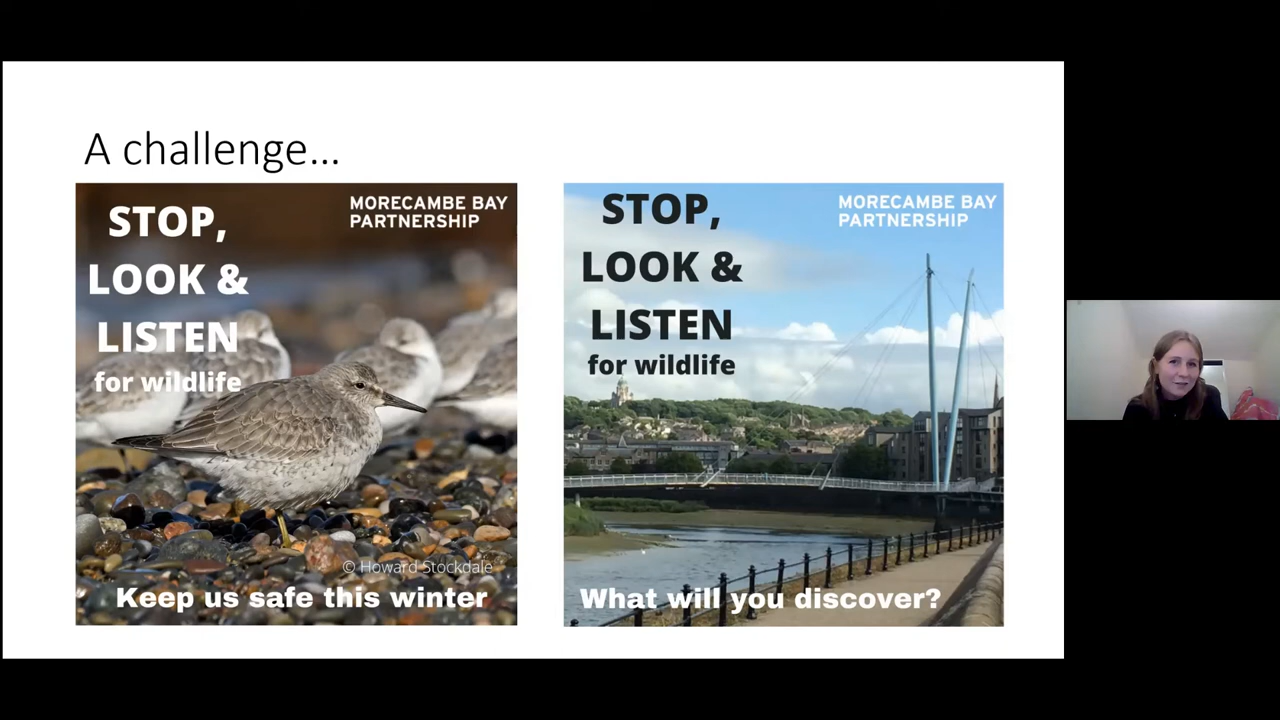 A challenge...
STOP,
LOOK &
LISTEN
for wildlife
MORECAMBE BAY
PARTNERSHIP
© Howard Stockdale
Keep us safe this winter
STOP,
LOOK &
LISTEN
for wildlife
MORECAMBE BAY
PARTNERSHIP
What will you discover?